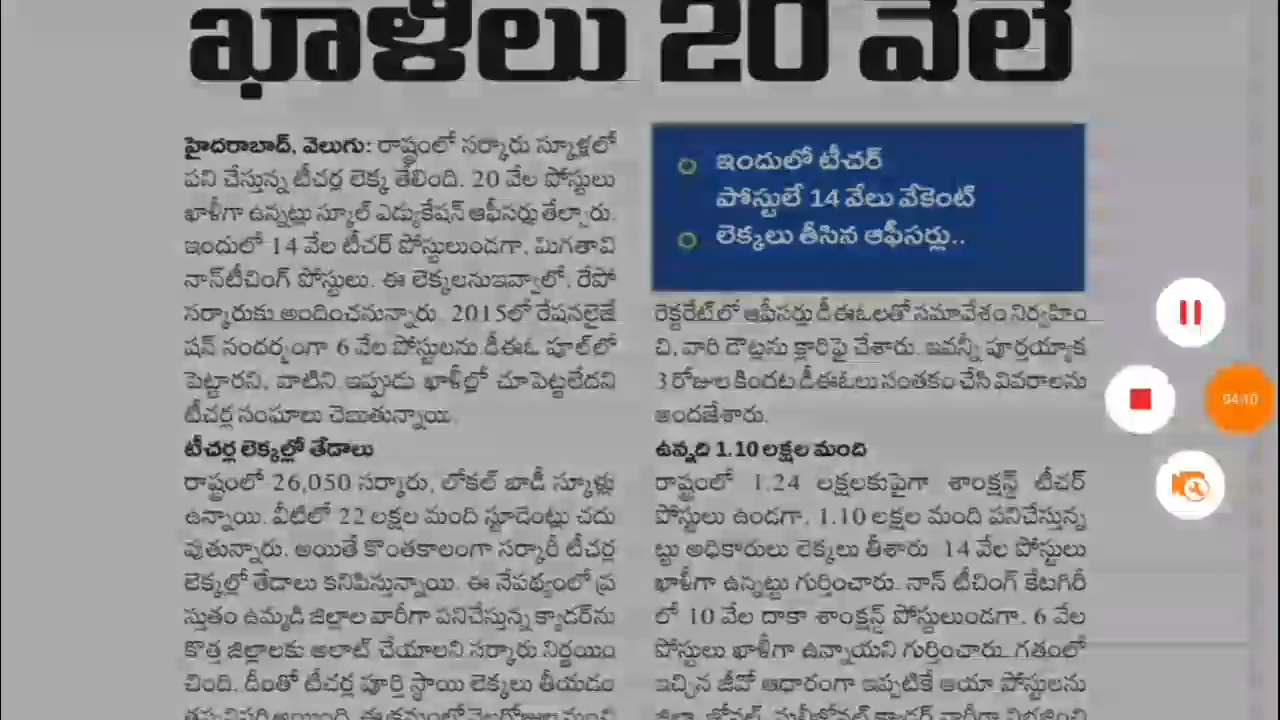 ఖాళీలు 20 వేలే
హైదరాబాద్, వెలుగు: రాష్ట్రంలో సర్కారు స్కూళ్లలో
పని చేస్తున్న టీచర్ల లెక్క తేలింది. 20 వేల పోస్టులు
ఖాళీగా ఉన్నట్లు స్కూల్ ఎడ్యుకేషన్ ఆఫీసర్లు తేల్చారు.
ఇందులో 14 వేల టీచర్ పోస్టులుండగా, మిగతావి
నాన్‌టీచింగ్ పోస్టులు. ఈ లెక్కలనుఇవ్వాలో, రేపో
సర్కారుకు అందించనున్నారు. 2015లో రేషనలైజే
షన్ సందర్భంగా 6 వేల పోస్టులను డీఈఓ పూల్‌లో
పెట్టారని, వాటిని ఇప్పుడు ఖాళీల్లో చూపెట్టలేదని
టీచర్ల సంఘాలు చెబుతున్నాయి.
టీచర్ల లెక్కల్లో తేడాలు
రాష్ట్రంలో 26,050 సర్కారు, లోకల్ బాడీ స్కూళ్లు
ఉన్నాయి. వీటిలో 22 లక్షల మంది స్టూడెంట్లు చదు
వుతున్నారు. అయితే కొంతకాలంగా సర్కారీ టీచర్ల
లెక్కల్లో తేడాలు కనిపిస్తున్నాయి. ఈ నేపథ్యంలో ప్ర
స్తుతం ఉమ్మడి జిల్లాల వారీగా పనిచేస్తున్న క్యాడర్‌ను
కొత్త జిల్లాలకు అలాట్ చేయాలని సర్కారు నిర్ణయిం
చింది. దీంతో టీచర్ల పూర్తి స్థాయి లెక్కలు తీయడం
ఇందులో టీచర్
పోస్టులే 14 వేలు వేకెంట్
లెక్కలు తీసిన ఆఫీసర్లు..
రెక్టరేట్‌లో ఆఫీసర్లు డీఈఓలతో సమావేశం నిర్వహిం
చి, వారి డౌట్లను క్లారిఫై చేశారు. ఇవన్నీ పూర్తయ్యాక
3 రోజుల కిందట డీఈఓలు సంతకం చేసి వివరాలను
అందజేశారు.
ఉన్నది 1.10 లక్షల మంది
రాష్ట్రంలో 1.24 లక్షలకుపైగా శాంక్షన్డ్ టీచర్
పోస్టులు ఉండగా, 1.10 లక్షల మంది పనిచేస్తున్న
ట్టు అధికారులు లెక్కలు తీశారు. 14 వేల పోస్టులు
ఖాళీగా ఉన్నట్టు గుర్తించారు. నాన్ టీచింగ్ కేటగిరీ
లో 10 వేల దాకా శాంక్షన్డ్ పోస్టులుండగా, 6 వేల
పోస్టులు ఖాళీగా ఉన్నాయని గుర్తించారు. గతంలో
ఇచ్చిన జీవో ఆధారంగా ఇప్పటికే ఆయా పోస్టులను
04:10